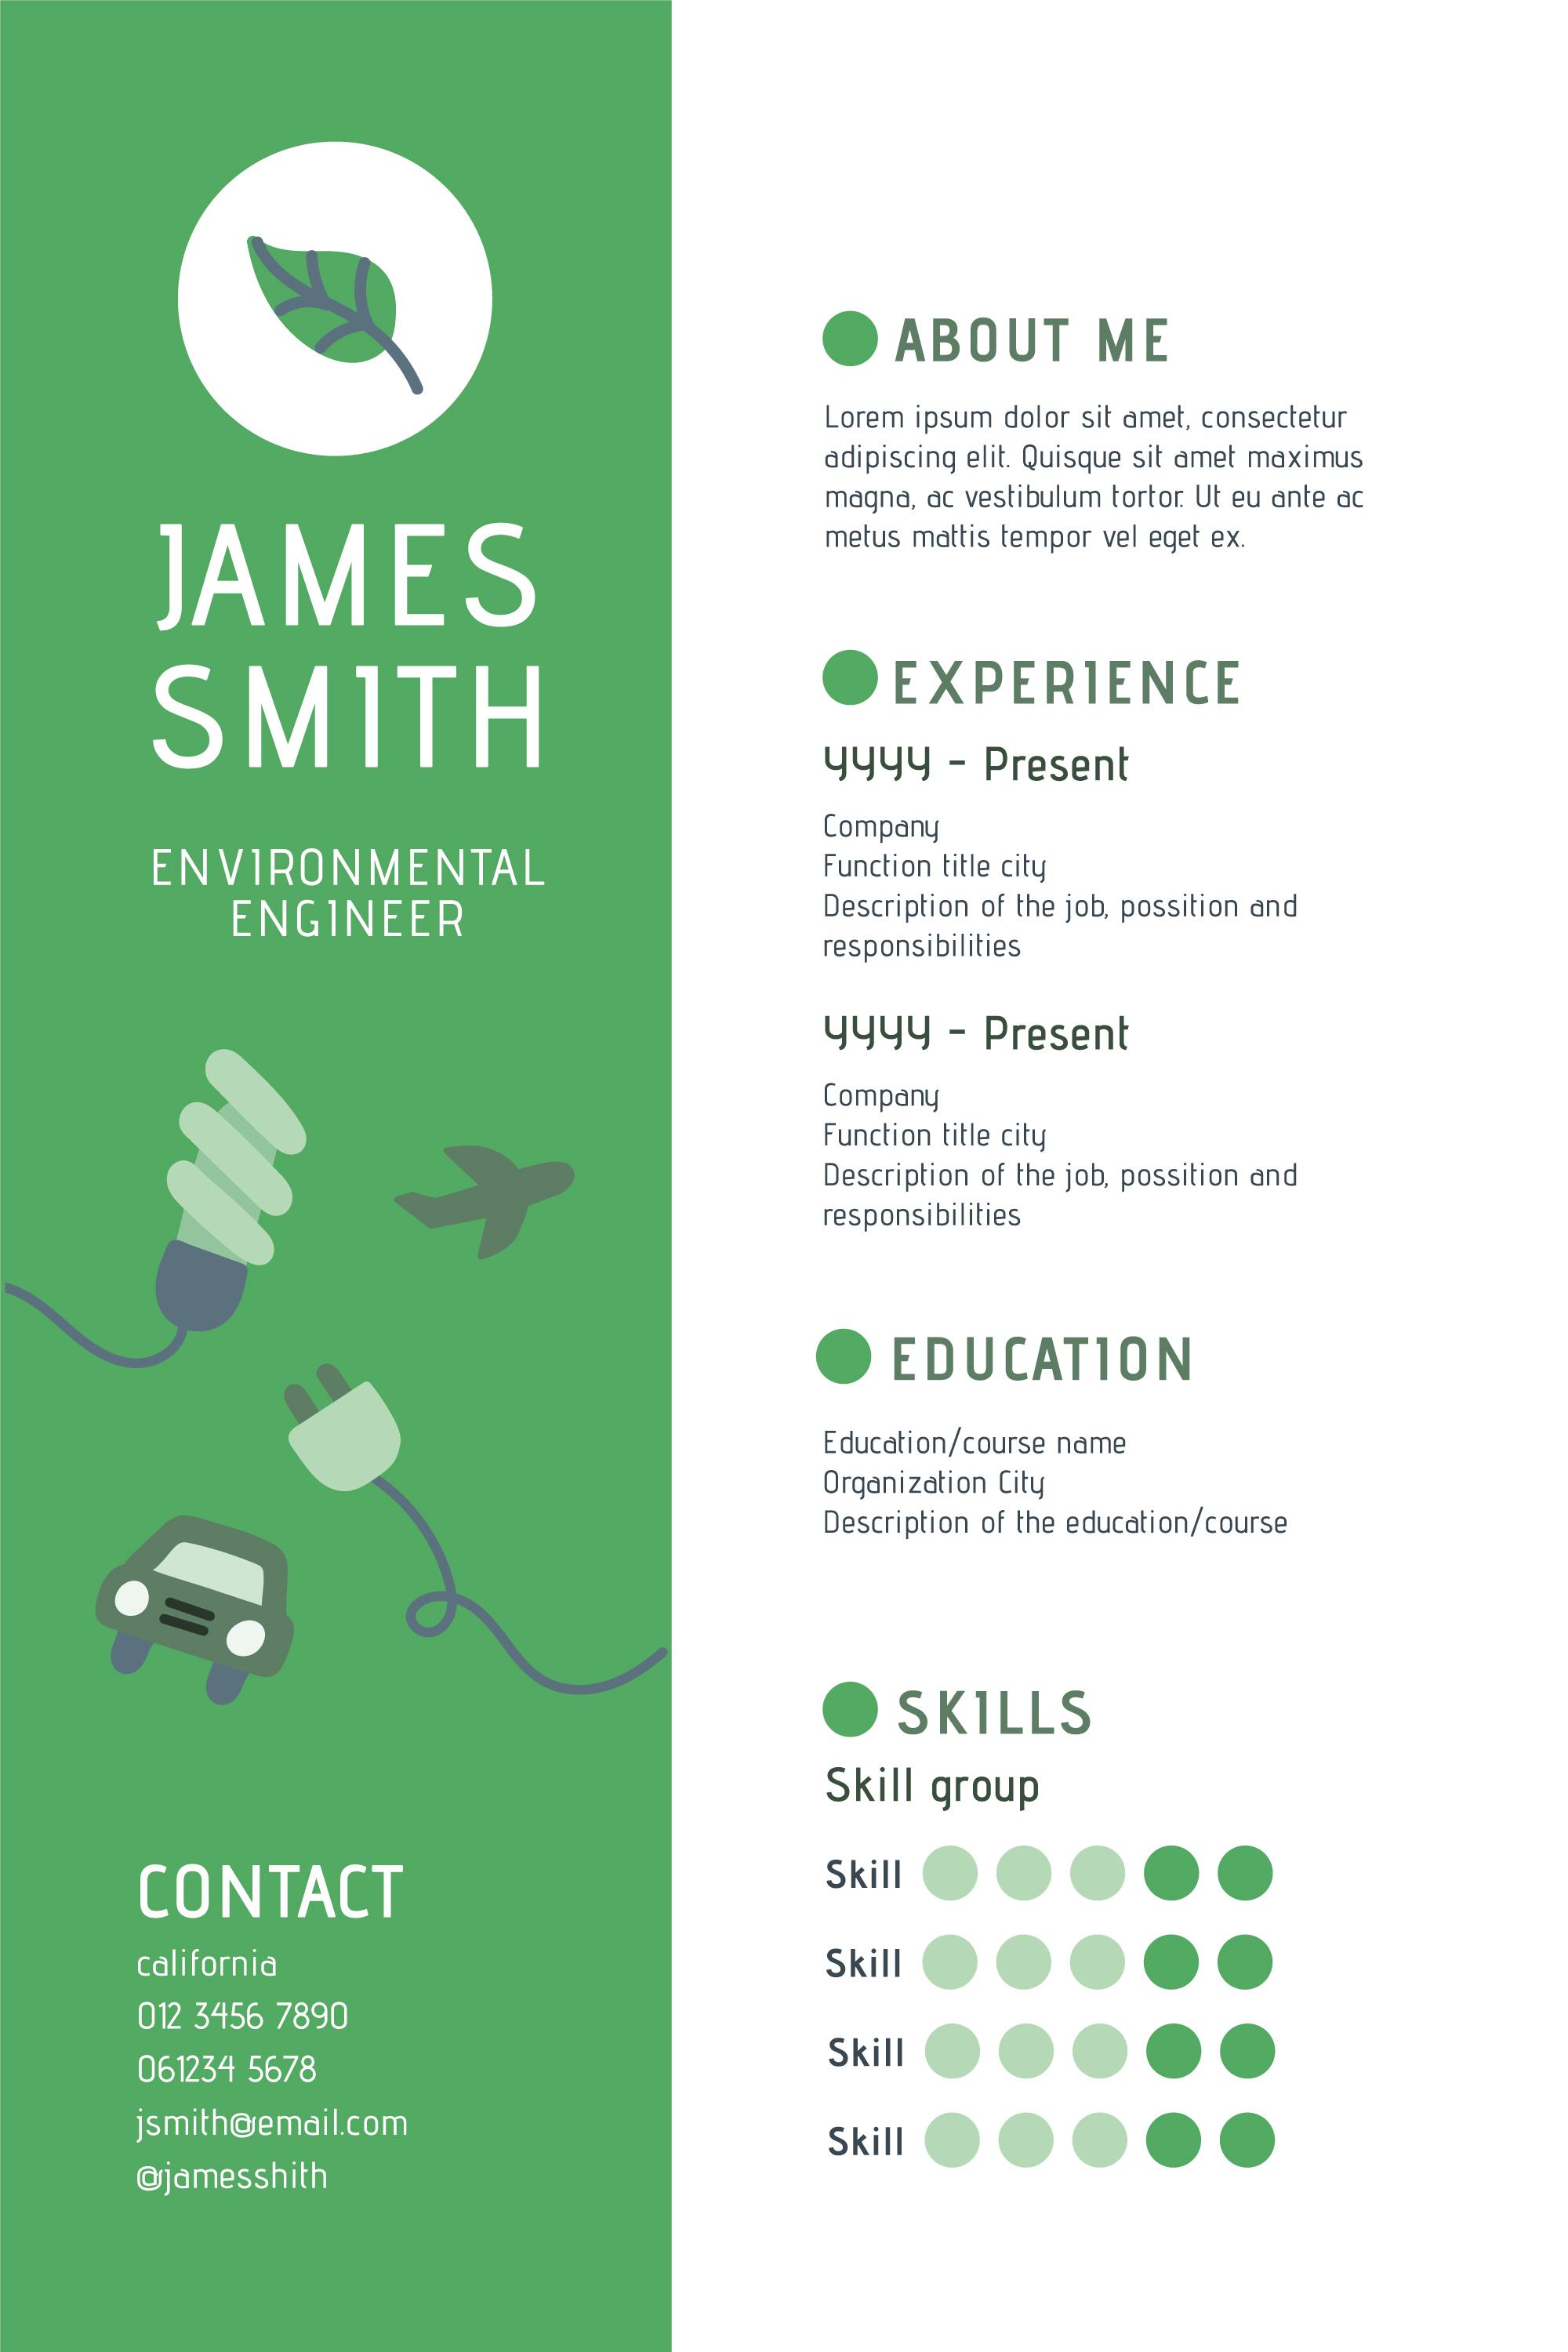 JAMES
SMITH
ENVIRONMENTAL
ENGINEER
CONTACT
california
012 3456 7890
061234 5678
jsmith@email.com
@jamesshith
ABOUT ME
Lorem ipsum dolor sit amet, consectetur
adipiscing elit. Quisque sit amet maximus
magna, ac vestibulum tortor. Ut eu ante ac
metus mattis tempor vel eget ex.
EXPERIENCE
YYYY - Present
Company
Function title city
Description of the job, possition and
responsibilities
YYYY - Present
Company
Function title city
Description of the job, possition and
responsibilities
EDUCATION
Education/course name
Organization City
Description of the education/course
SKILLS
Skill group
Skill
Skill
Skill
Skill